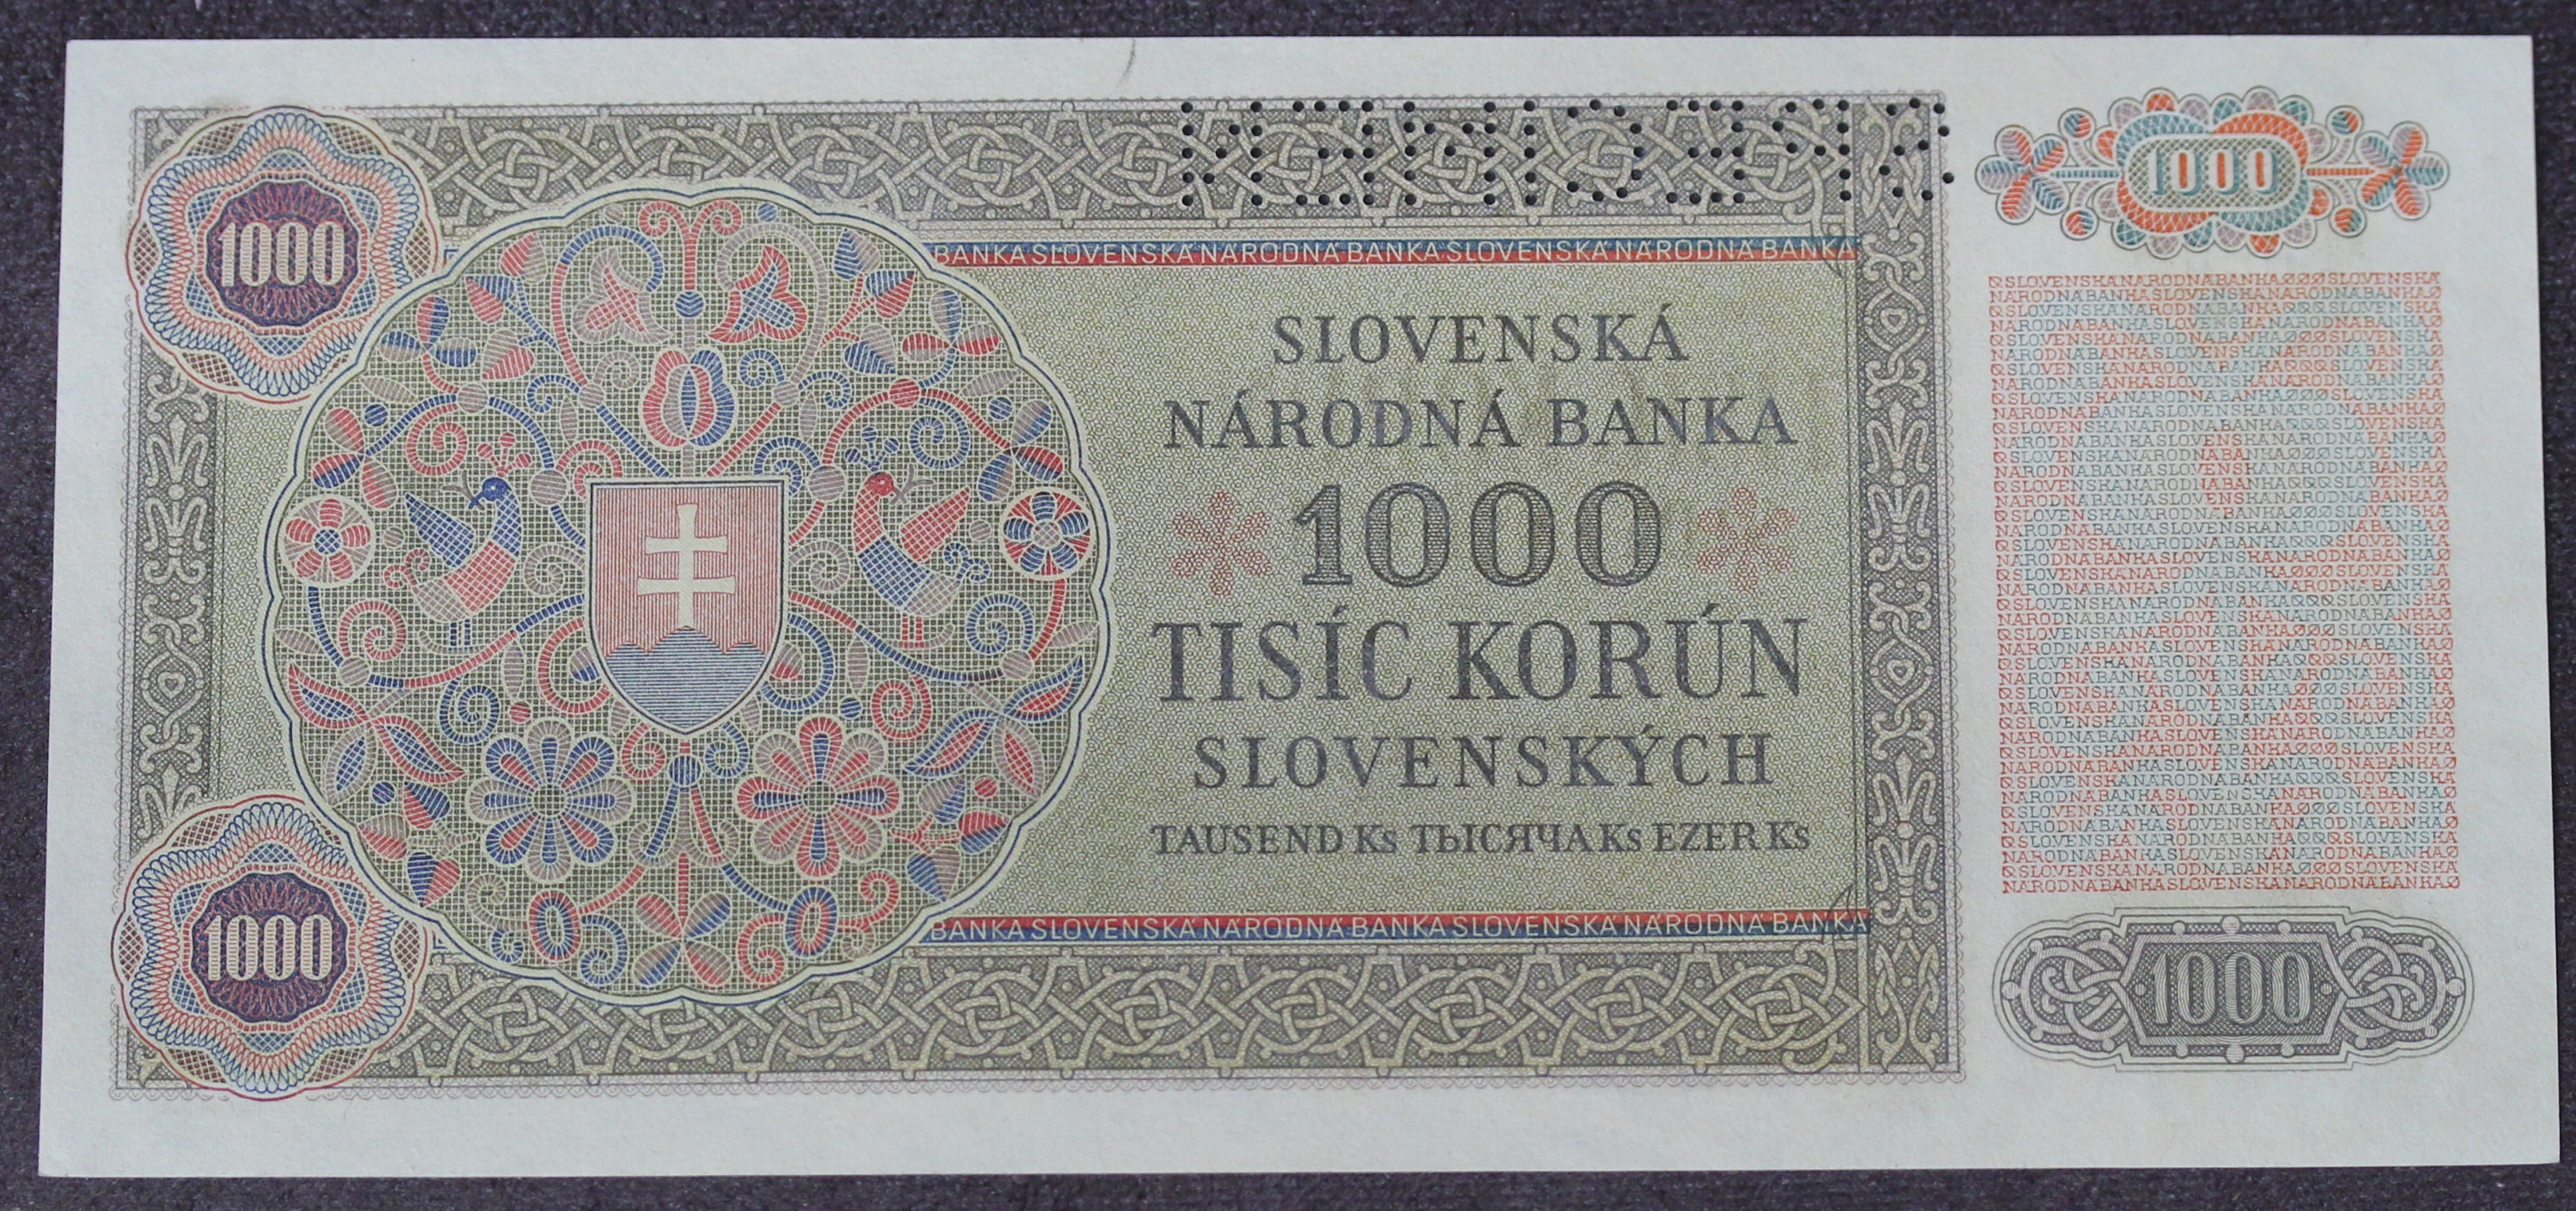 SPECIMEN
1000
1000
BANKA SLOVENSKÁ NÁRODNÁ BANKA SLOVENSKÁ NÁRODNÁ BANKA
SLOVENSKÁ
NÁRODNÁ BANKA
1000
TISÍC KORÚN
SLOVENSKÝCH
TAUSEND Ks ТЫСЯЧА Ks EZER Ks
BANKA SLOVENSKÁ NÁRODNÁ BANKA SLOVENSKÁ NÁRODNÁ BANKA
1000
1000